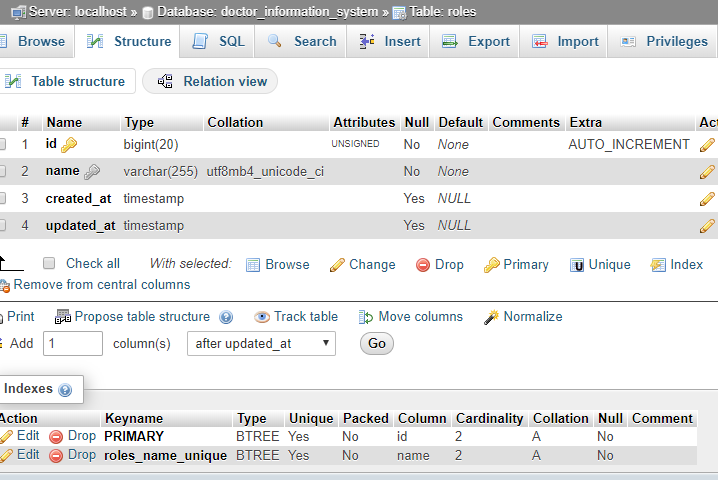 Server: localhost » Database: doctor_information_system » Table: roles
Browse Structure SQL Search Insert Export Import Privileges
Table structure Relation view
# Name Type Collation Attributes Null Default Comments Extra Act
1 id bigint(20) UNSIGNED No None AUTO_INCREMENT
2 name varchar(255) utf8mb4_unicode_ci No None
3 created_at timestamp Yes NULL
4 updated_at timestamp Yes NULL
Check all With selected: Browse Change Drop Primary Unique Index
Remove from central columns
Print Propose table structure Track table Move columns Normalize
Add 1 column(s) after updated_at Go
Indexes
Action Keyname Type Unique Packed Column Cardinality Collation Null Comment
Edit Drop PRIMARY BTREE Yes No id 2 A No
Edit Drop roles_name_unique BTREE Yes No name 2 A No